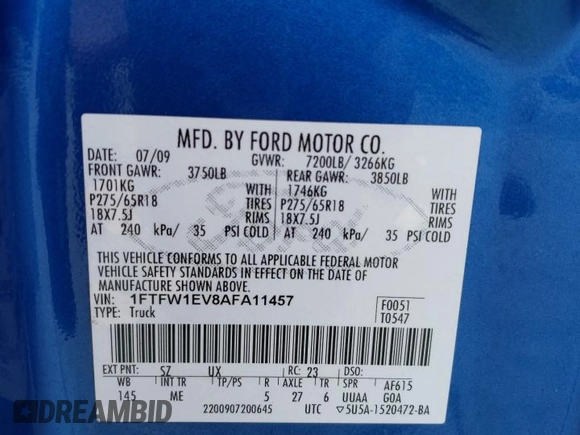 MFD. BY FORD MOTOR CO.
DATE: 07/09 GVWR: 7200LB/ 3266KG
FRONT GAWR: 3750LB REAR GAWR: 3850LB
1701KG WITH 1746KG WITH
P275/65R18 TIRES P275/65R18 TIRES
18X7.5J RIMS 18X7.5J RIMS
AT 240 kPa/ 35 PSI COLD AT 240 kPa/ 35 PSI COLD
THIS VEHICLE CONFORMS TO ALL APPLICABLE FEDERAL MOTOR
VEHICLE SAFETY STANDARDS IN EFFECT ON THE DATE OF
MANUFACTURE SHOWN ABOVE.
VIN: 1FTFW1EV8AFA11457 F0051
TYPE: Truck T0547
EXT PNT: SZ UX RC: 23 DSO:
WB INT TR TP/PS R AXLE TR SPR AF615
145 ME 5 27 6 UUAA GOA
2200907200645 UTC ▽5U5A-1520472-BA
DREAMBID